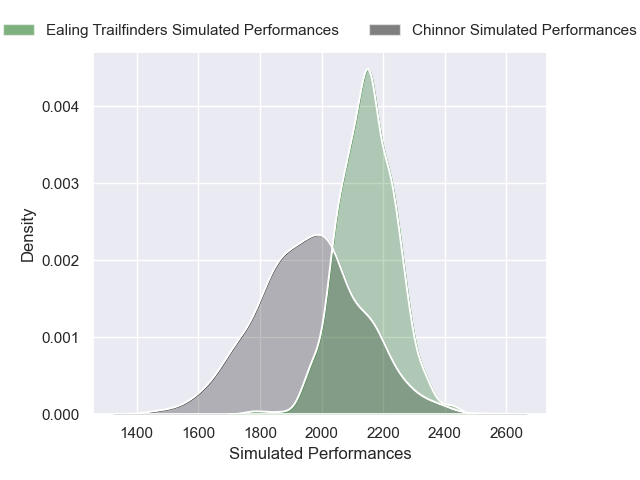 Ealing Trailfinders Simulated Performances
Chinnor Simulated Performances
0.004
0.003
0.002
0.001
0.000
Density
1400 1600 1800 2000 2200 2400 2600
Simulated Performances